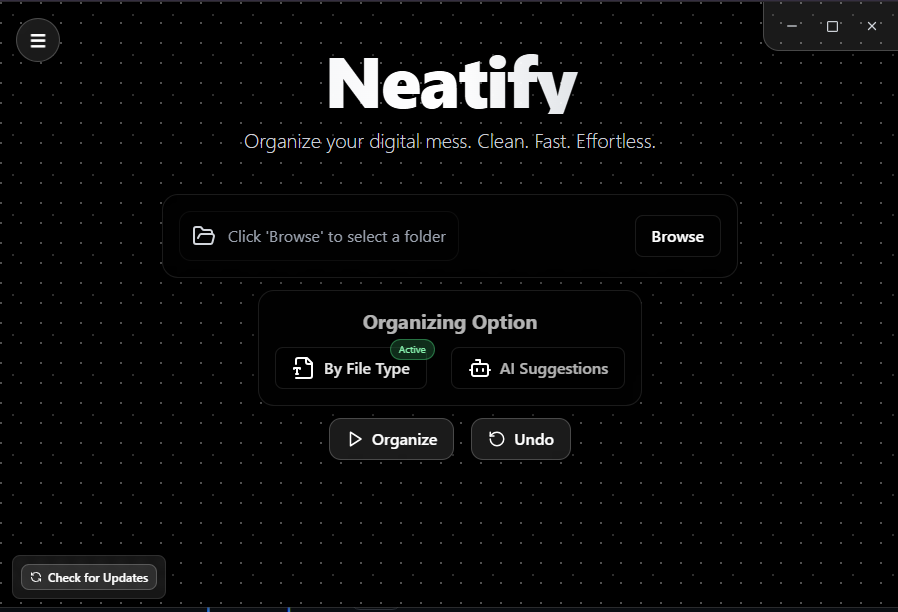 Neatify
Organize your digital mess. Clean. Fast. Effortless.
Click 'Browse' to select a folder
Browse
Organizing Option
Active
By File Type
AI Suggestions
Organize
Undo
Check for Updates